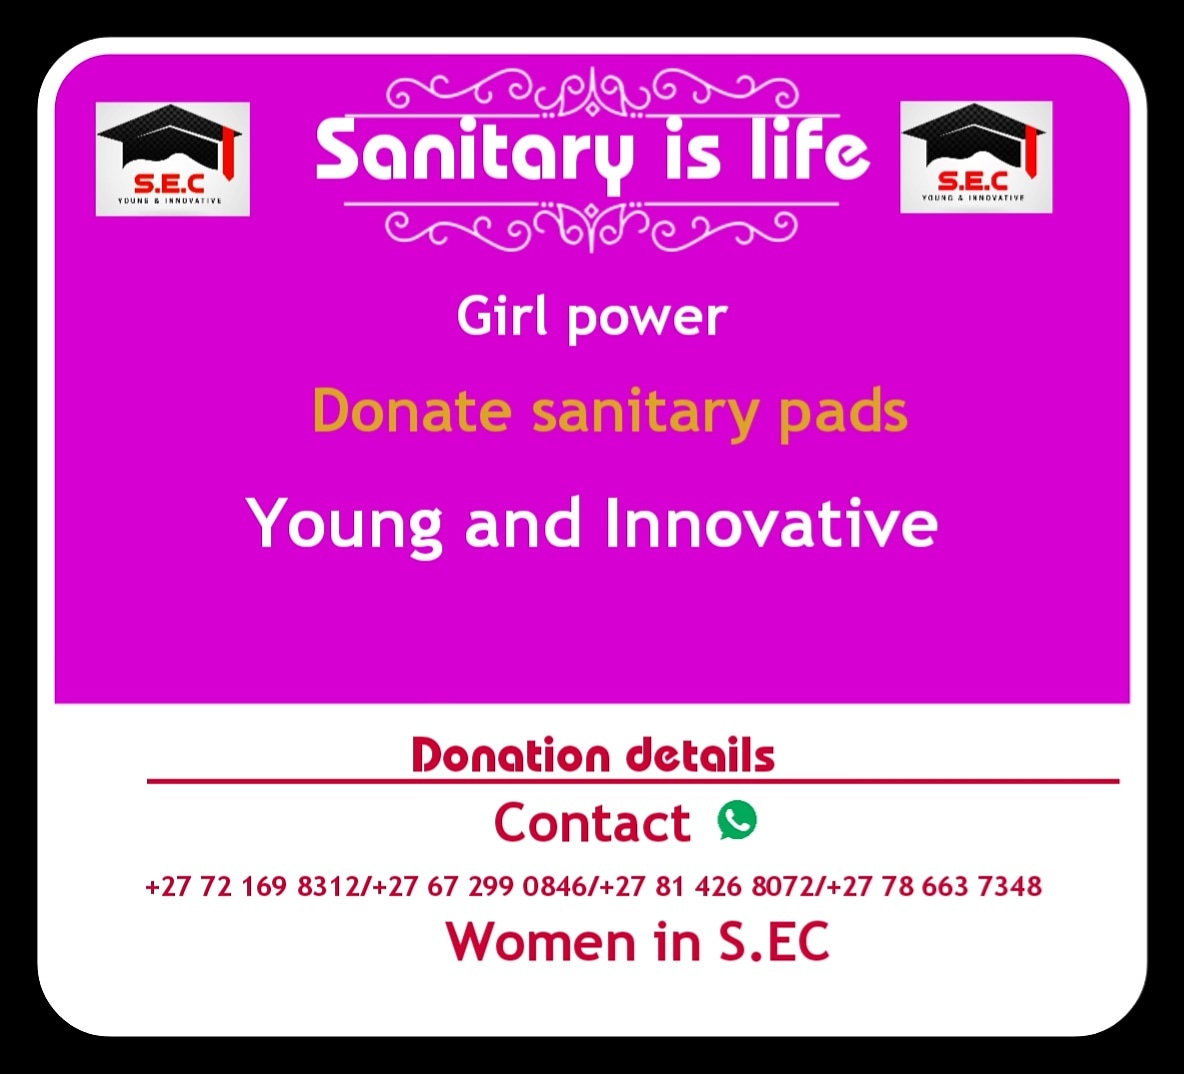 Sanitary is life
S.E.C
YOUNG & INNOVATIVE
S.E.C
YOUNG & INNOVATIVE
Girl power
Donate sanitary pads
Young and Innovative
Donation details
Contact
+27 72 169 8312/+27 67 299 0846/+27 81 426 8072/+27 78 663 7348
Women in S.EC